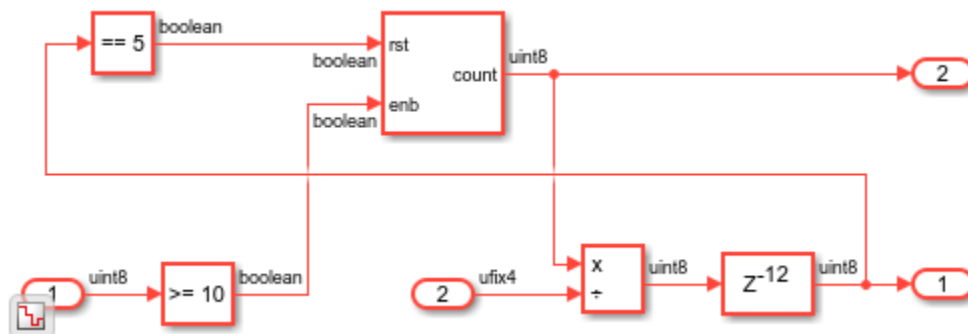 boolean
== 5
rst
boolean
uint8
count
2
enb
boolean
uint8
boolean
ufix4
uint8
uint8
1
>= 10
2
x
÷
Z-12
1